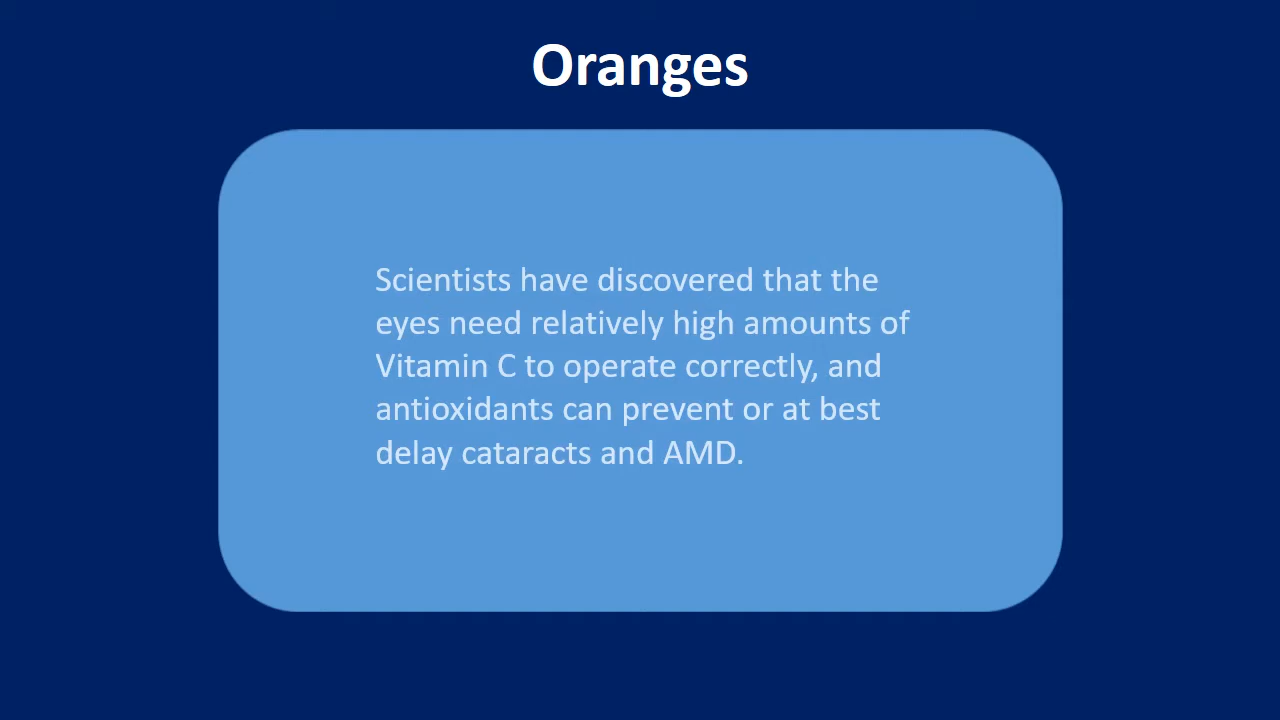 Oranges
Scientists have discovered that the
eyes need relatively high amounts of
Vitamin C to operate correctly, and
antioxidants can prevent or at best
delay cataracts and AMD.